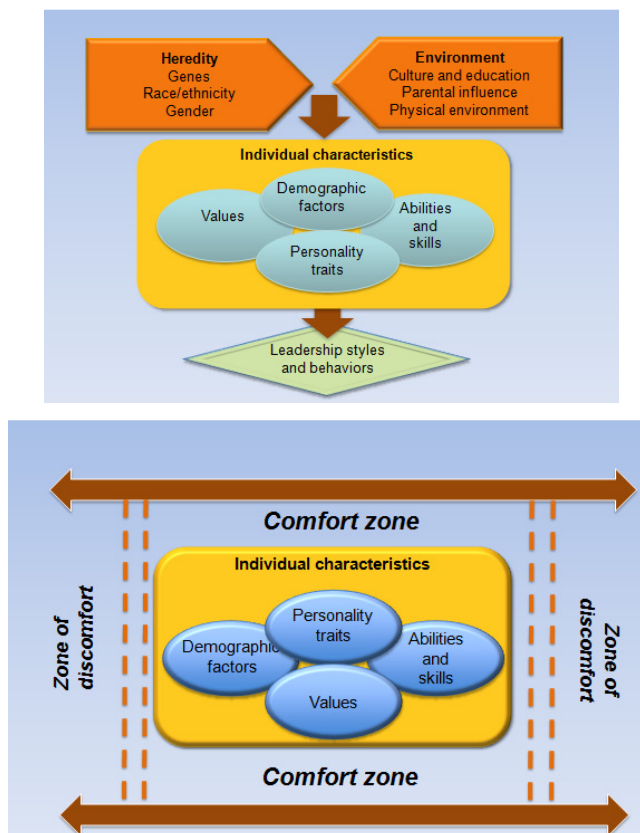 Heredity
Genes
Race/ethnicity
Gender
Environment
Culture and education
Parental influence
Physical environment
Individual characteristics
Values
Demographic
factors
Abilities
and
skills
Personality
traits
Leadership styles
and behaviors
Comfort zone
Zone of
discomfort
Individual characteristics
Personality
traits
Demographic
factors
Abilities
and
skills
Values
Zone of
discomfort
Comfort zone